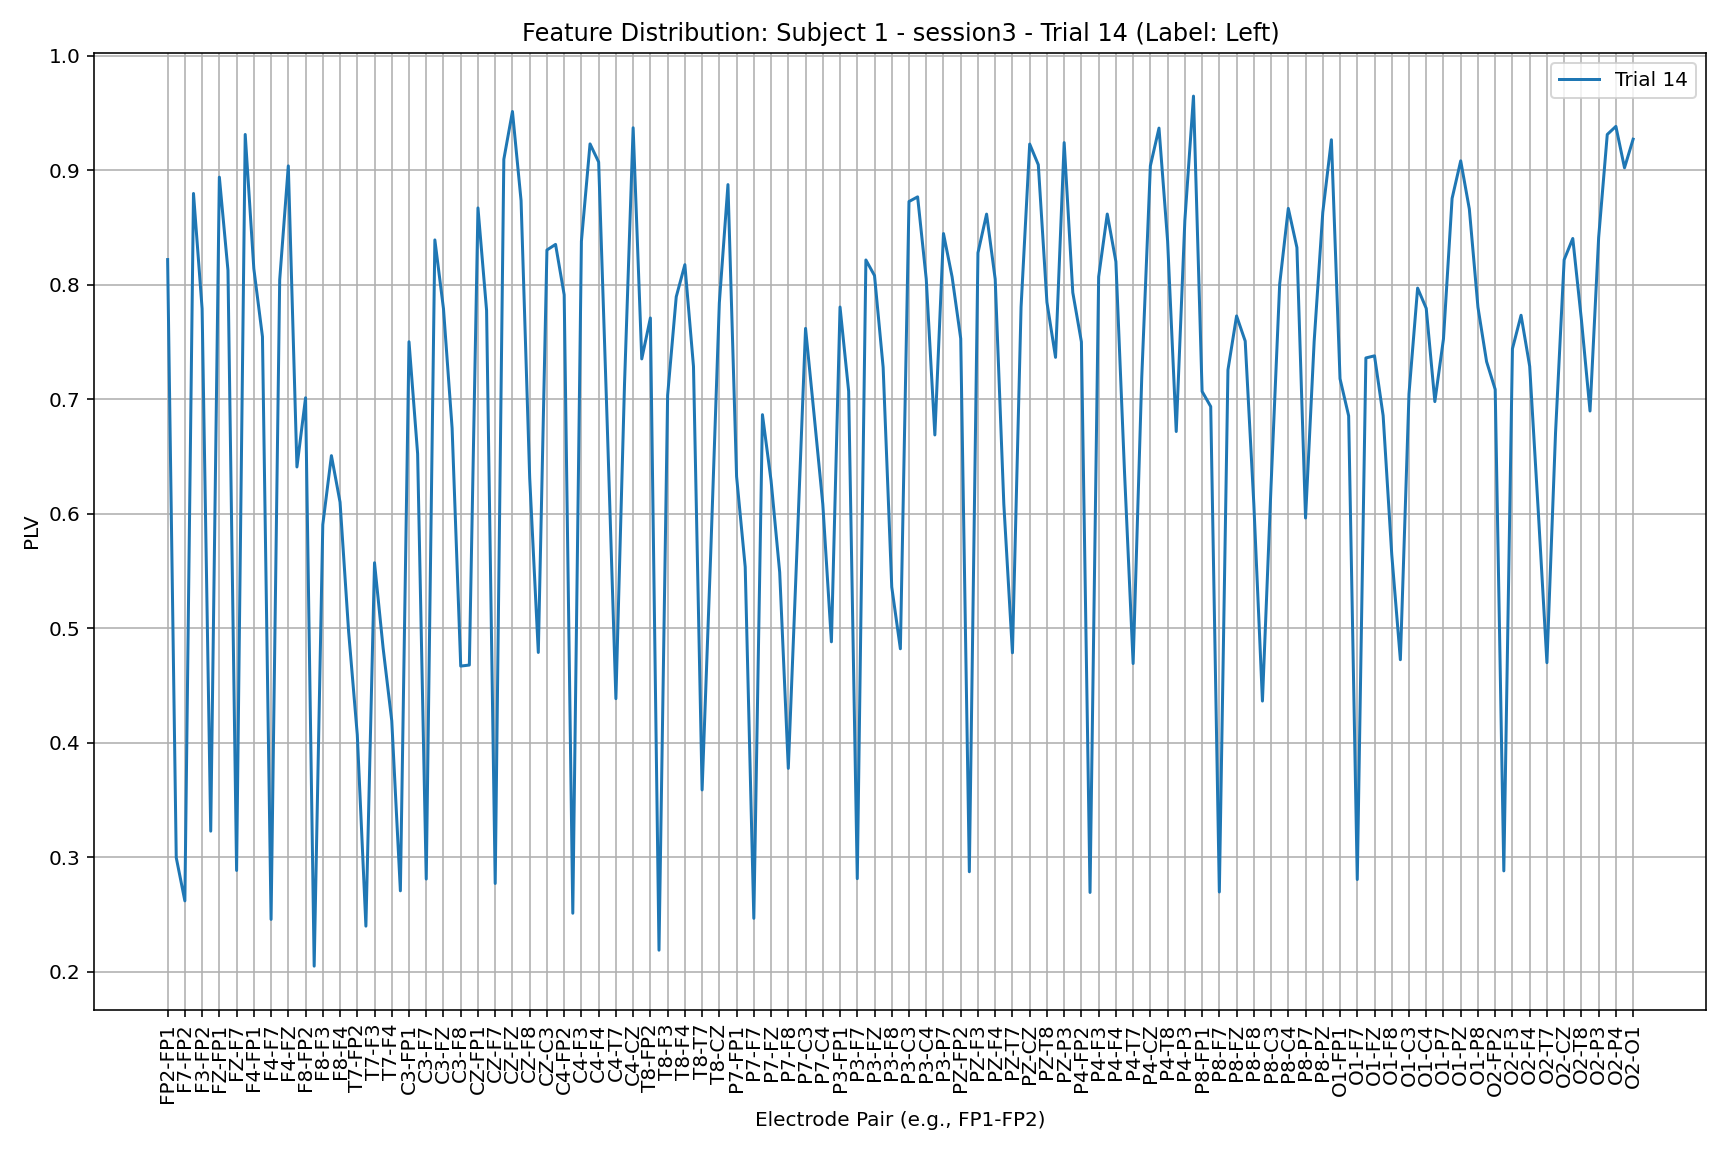 Feature Distribution: Subject 1 - session3 - Trial 14 (Label: Left)
Trial 14
PLV
1.0
0.9
0.8
0.7
0.6
0.5
0.4
0.3
0.2
FP2-FP1
F7-FP2
F3-FP2
FZ-FP1
FZ-F7
F4-FP1
F4-F7
F4-FZ
F8-FP2
F8-F3
F8-F4
T7-FP2
T7-F3
T7-F4
C3-FP1
C3-F7
C3-FZ
C3-F8
CZ-FP1
CZ-F7
CZ-FZ
CZ-F8
CZ-C3
C4-FP2
C4-F3
C4-F4
C4-T7
C4-CZ
T8-FP2
T8-F3
T8-F4
T8-T7
T8-CZ
P7-FP1
P7-F7
P7-FZ
P7-F8
P7-C3
P7-C4
P3-FP1
P3-F7
P3-FZ
P3-F8
P3-C3
P3-C4
P3-P7
PZ-FP2
PZ-F3
PZ-F4
PZ-T7
PZ-CZ
PZ-T8
PZ-P3
P4-FP2
P4-F3
P4-F4
P4-T7
P4-CZ
P4-T8
P4-P3
P8-FP1
P8-F7
P8-FZ
P8-F8
P8-C3
P8-C4
P8-P7
P8-PZ
O1-FP1
O1-F7
O1-FZ
O1-F8
O1-C3
O1-C4
O1-P7
O1-PZ
O1-P8
O2-FP2
O2-F3
O2-F4
O2-T7
O2-CZ
O2-T8
O2-P3
O2-P4
O2-O1
Electrode Pair (e.g., FP1-FP2)